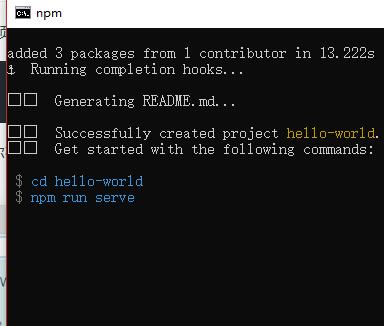 npm
added 3 packages from 1 contributor in 13.222s
⚓ Running completion hooks...
□□ Generating README.md...
□□ Successfully created project hello-world.
□□ Get started with the following commands:
$ cd hello-world
$ npm run serve